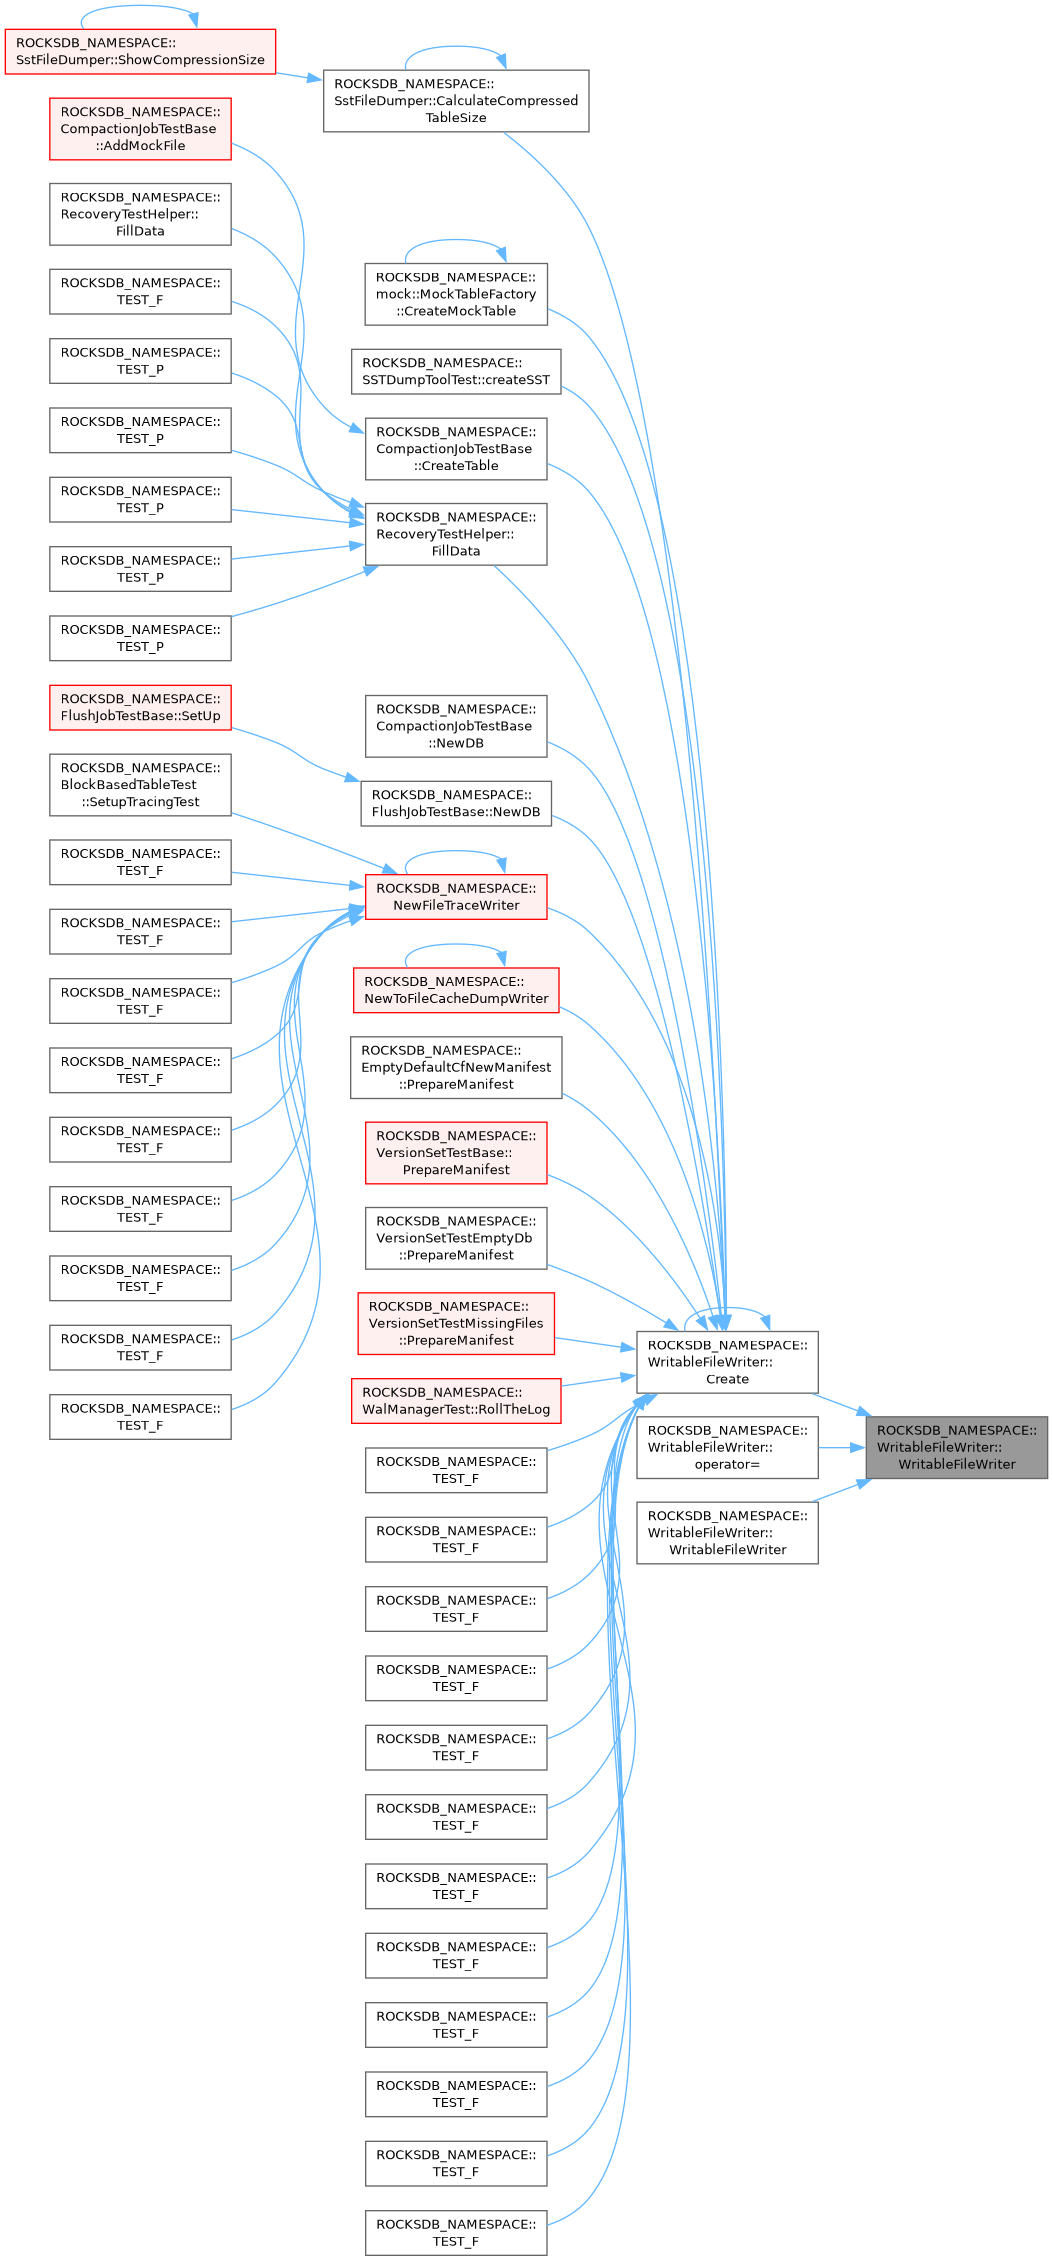 ROCKSDB_NAMESPACE::
SstFileDumper::ShowCompressionSize
ROCKSDB_NAMESPACE::
CompactionJobTestBase
::AddMockFile
ROCKSDB_NAMESPACE::
RecoveryTestHelper::
FillData
ROCKSDB_NAMESPACE::
TEST_F
ROCKSDB_NAMESPACE::
TEST_P
ROCKSDB_NAMESPACE::
TEST_P
ROCKSDB_NAMESPACE::
TEST_P
ROCKSDB_NAMESPACE::
TEST_P
ROCKSDB_NAMESPACE::
TEST_P
ROCKSDB_NAMESPACE::
FlushJobTestBase::SetUp
ROCKSDB_NAMESPACE::
BlockBasedTableTest
::SetupTracingTest
ROCKSDB_NAMESPACE::
TEST_F
ROCKSDB_NAMESPACE::
TEST_F
ROCKSDB_NAMESPACE::
TEST_F
ROCKSDB_NAMESPACE::
TEST_F
ROCKSDB_NAMESPACE::
TEST_F
ROCKSDB_NAMESPACE::
TEST_F
ROCKSDB_NAMESPACE::
TEST_F
ROCKSDB_NAMESPACE::
TEST_F
ROCKSDB_NAMESPACE::
TEST_F
ROCKSDB_NAMESPACE::
SstFileDumper::CalculateCompressed
TableSize
ROCKSDB_NAMESPACE::
mock::MockTableFactory
::CreateMockTable
ROCKSDB_NAMESPACE::
SSTDumpToolTest::createSST
ROCKSDB_NAMESPACE::
CompactionJobTestBase
::CreateTable
ROCKSDB_NAMESPACE::
RecoveryTestHelper::
FillData
ROCKSDB_NAMESPACE::
CompactionJobTestBase
::NewDB
ROCKSDB_NAMESPACE::
FlushJobTestBase::NewDB
ROCKSDB_NAMESPACE::
NewFileTraceWriter
ROCKSDB_NAMESPACE::
NewToFileCacheDumpWriter
ROCKSDB_NAMESPACE::
EmptyDefaultCfNewManifest
::PrepareManifest
ROCKSDB_NAMESPACE::
VersionSetTestBase::
PrepareManifest
ROCKSDB_NAMESPACE::
VersionSetTestEmptyDb
::PrepareManifest
ROCKSDB_NAMESPACE::
VersionSetTestMissingFiles
::PrepareManifest
ROCKSDB_NAMESPACE::
WalManagerTest::RollTheLog
ROCKSDB_NAMESPACE::
TEST_F
ROCKSDB_NAMESPACE::
TEST_F
ROCKSDB_NAMESPACE::
TEST_F
ROCKSDB_NAMESPACE::
TEST_F
ROCKSDB_NAMESPACE::
TEST_F
ROCKSDB_NAMESPACE::
TEST_F
ROCKSDB_NAMESPACE::
TEST_F
ROCKSDB_NAMESPACE::
TEST_F
ROCKSDB_NAMESPACE::
TEST_F
ROCKSDB_NAMESPACE::
TEST_F
ROCKSDB_NAMESPACE::
TEST_F
ROCKSDB_NAMESPACE::
TEST_F
ROCKSDB_NAMESPACE::
WritableFileWriter::
Create
ROCKSDB_NAMESPACE::
WritableFileWriter::
operator=
ROCKSDB_NAMESPACE::
WritableFileWriter::
WritableFileWriter
ROCKSDB_NAMESPACE::
WritableFileWriter::
WritableFileWriter